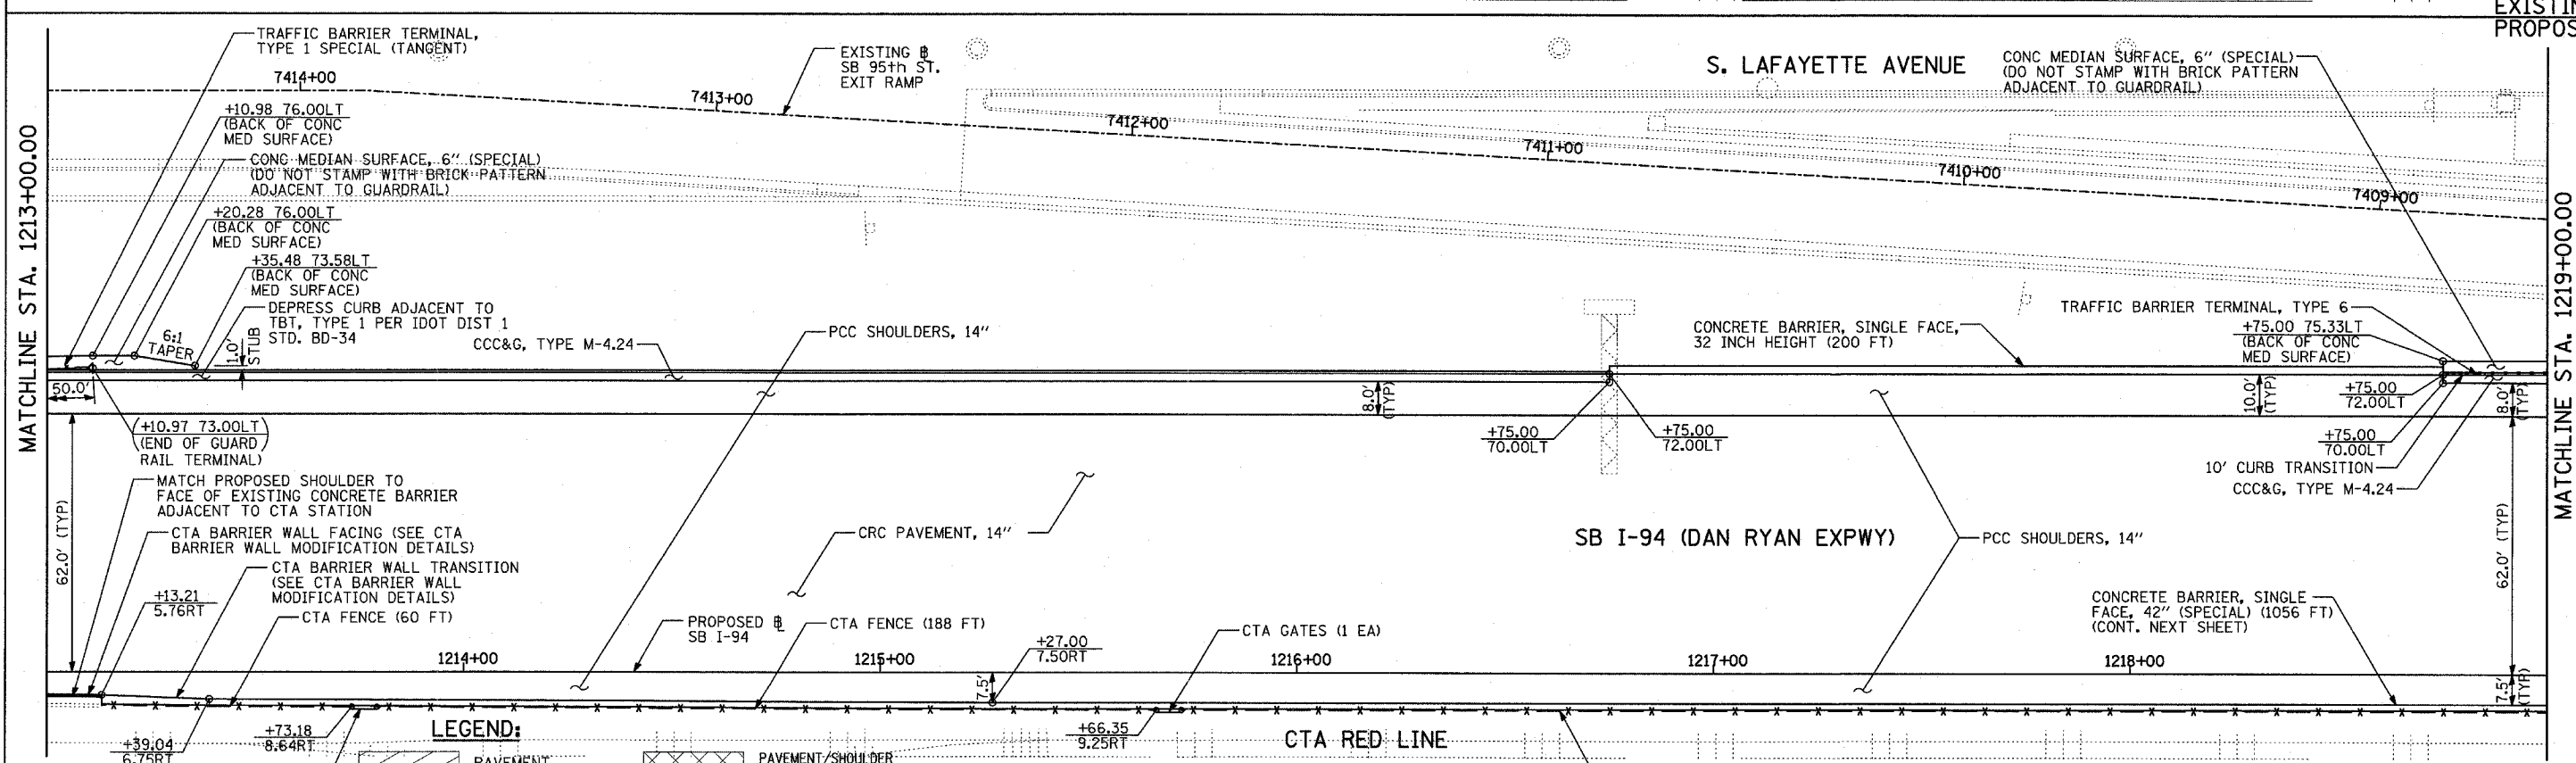 EXISTIN
PROPOS
MATCHLINE STA. 1213+00.00
TRAFFIC BARRIER TERMINAL,
TYPE 1 SPECIAL (TANGENT)
7414+00
+10.98 76.00LT
(BACK OF CONC
MED SURFACE)
CONC MEDIAN SURFACE, 6" (SPECIAL)
(DO NOT STAMP WITH BRICK PATTERN
ADJACENT TO GUARDRAIL)
+20.28 76.00LT
(BACK OF CONC
MED SURFACE)
+35.48 73.58LT
(BACK OF CONC
MED SURFACE)
DEPRESS CURB ADJACENT TO
TBT, TYPE 1 PER IDOT DIST 1
STD. BD-34
CCC&G, TYPE M-4.24
6:1
TAPER
1.0'
STUB
50.0'
(+10.97 73.00LT)
(END OF GUARD
RAIL TERMINAL)
MATCH PROPOSED SHOULDER TO
FACE OF EXISTING CONCRETE BARRIER
ADJACENT TO CTA STATION
CTA BARRIER WALL FACING (SEE CTA
BARRIER WALL MODIFICATION DETAILS)
CTA BARRIER WALL TRANSITION
(SEE CTA BARRIER WALL
MODIFICATION DETAILS)
CTA FENCE (60 FT)
62.0' (TYP)
+13.21
5.76RT
+39.04
6.75RT
+73.18
8.64RT
7413+00
EXISTING ℄
SB 95th ST.
EXIT RAMP
7412+00
7411+00
7410+00
7409+00
S. LAFAYETTE AVENUE
CONC MEDIAN SURFACE, 6" (SPECIAL)
(DO NOT STAMP WITH BRICK PATTERN
ADJACENT TO GUARDRAIL)
PCC SHOULDERS, 14"
8.0'
(TYP)
+75.00
70.00LT
+75.00
72.00LT
CONCRETE BARRIER, SINGLE FACE,
32 INCH HEIGHT (200 FT)
TRAFFIC BARRIER TERMINAL, TYPE 6
+75.00 75.33LT
(BACK OF CONC
MED SURFACE)
10.0'
(TYP)
+75.00
72.00LT
8.0'
(TYP)
+75.00
70.00LT
10' CURB TRANSITION
CCC&G, TYPE M-4.24
CRC PAVEMENT, 14"
SB I-94 (DAN RYAN EXPWY)
PCC SHOULDERS, 14"
62.0' (TYP)
CONCRETE BARRIER, SINGLE
FACE, 42" (SPECIAL) (1056 FT)
(CONT. NEXT SHEET)
PROPOSED ℄
SB I-94
CTA FENCE (188 FT)
+27.00
7.50RT
CTA GATES (1 EA)
1214+00
1215+00
1216+00
1217+00
1218+00
7.5'
7.5'
(TYP)
+66.35
9.25RT
LEGEND:
PAVEMENT
PAVEMENT/SHOULDER
CTA RED LINE
MATCHLINE STA. 1219+00.00